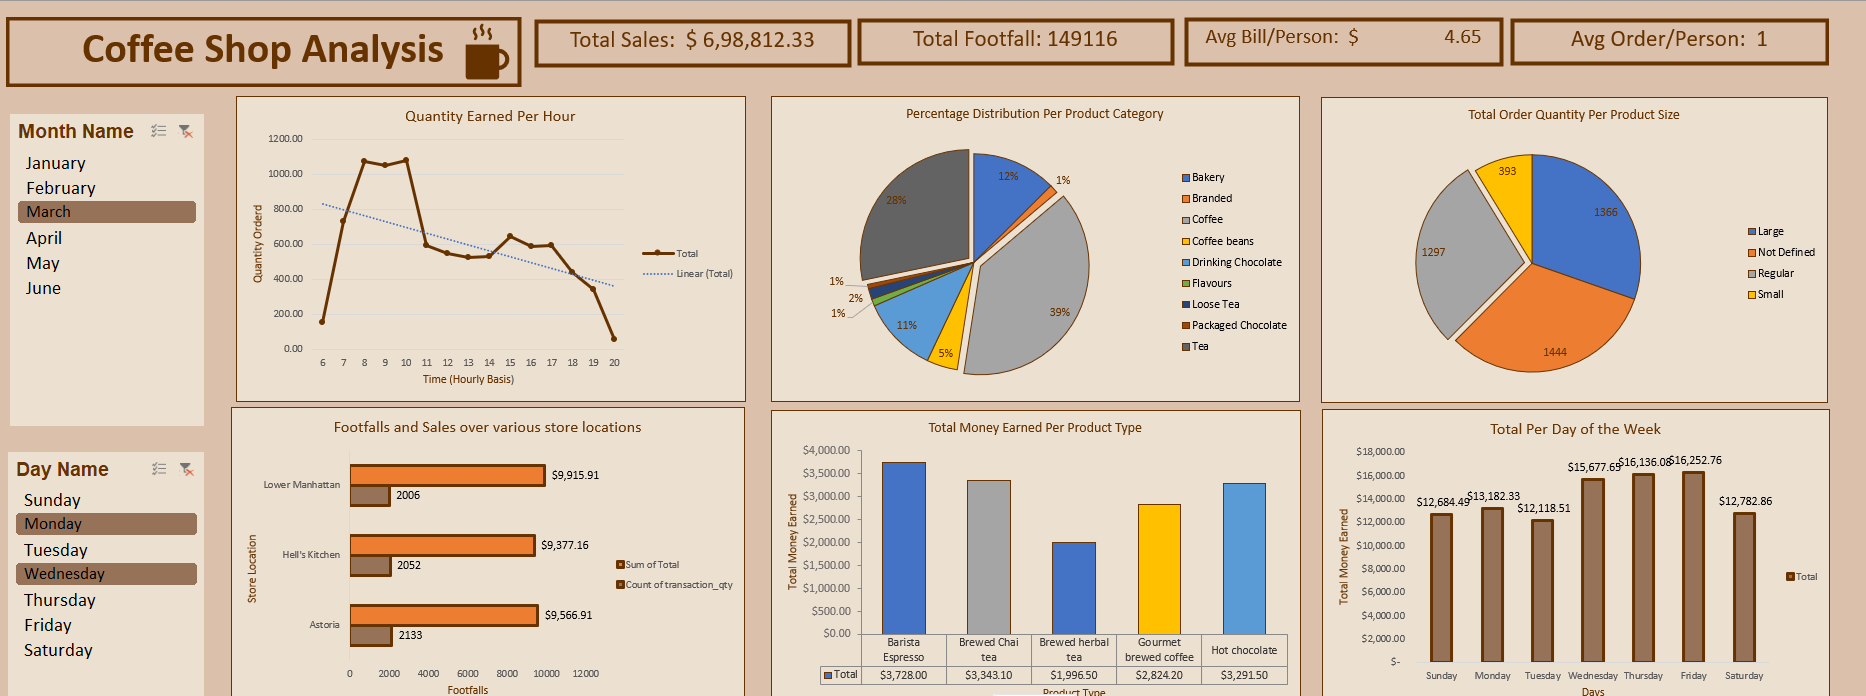 Coffee Shop Analysis
Total Sales: $ 6,98,812.33
Total Footfall: 149116
Avg Bill/Person: $ 4.65
Avg Order/Person: 1
Month Name
January
February
March
April
May
June
Day Name
Sunday
Monday
Tuesday
Wednesday
Thursday
Friday
Saturday
Quantity Earned Per Hour
Quantity Orderd
1200.00
1000.00
800.00
600.00
400.00
200.00
0.00
6 7 8 9 10 11 12 13 14 15 16 17 18 19 20
Time (Hourly Basis)
Total
Linear (Total)
Percentage Distribution Per Product Category
12%
1%
39%
5%
11%
1%
2%
1%
28%
Bakery
Branded
Coffee
Coffee beans
Drinking Chocolate
Flavours
Loose Tea
Packaged Chocolate
Tea
Total Order Quantity Per Product Size
1366
1444
1297
393
Large
Not Defined
Regular
Small
Footfalls and Sales over various store locations
Store Location
Lower Manhattan
$9,915.91
2006
Hell's Kitchen
$9,377.16
2052
Astoria
$9,566.91
2133
0 2000 4000 6000 8000 10000 12000
Footfalls
Sum of Total
Count of transaction_qty
Total Money Earned Per Product Type
Total Money Earned
$4,000.00
$3,500.00
$3,000.00
$2,500.00
$2,000.00
$1,500.00
$1,000.00
$500.00
$0.00
Barista Espresso
Brewed Chai tea
Brewed herbal tea
Gourmet brewed coffee
Hot chocolate
Total $3,728.00 $3,343.10 $1,996.50 $2,824.20 $3,291.50
Product Type
Total Per Day of the Week
Total Money Earned
$18,000.00
$16,000.00
$14,000.00
$12,000.00
$10,000.00
$8,000.00
$6,000.00
$4,000.00
$2,000.00
$-
$12,684.49 $13,182.33 $12,118.51 $15,677.65 $16,136.08 $16,252.76 $12,782.86
Sunday Monday Tuesday Wednesday Thursday Friday Saturday
Days
Total